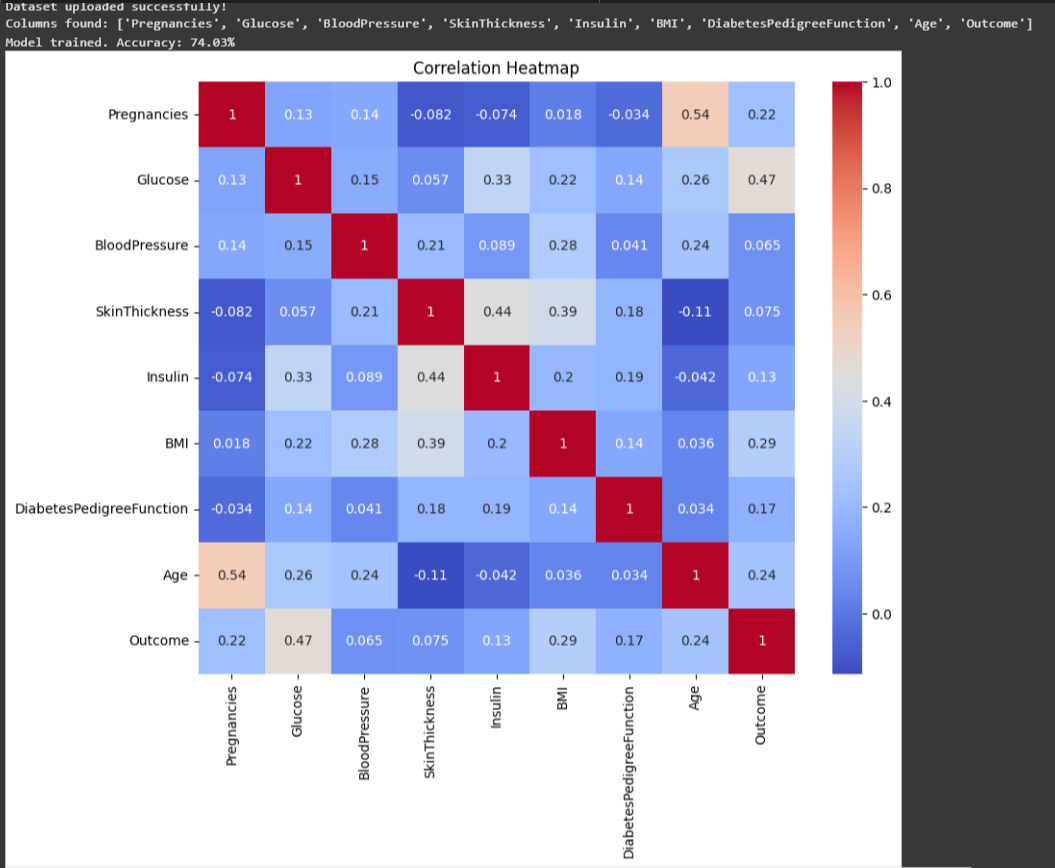 Dataset uploaded successfully!
Columns found: ['Pregnancies', 'Glucose', 'BloodPressure', 'SkinThickness', 'Insulin', 'BMI', 'DiabetesPedigreeFunction', 'Age', 'Outcome']
Model trained. Accuracy: 74.03%
Correlation Heatmap
Pregnancies 1 0.13 0.14 -0.082 -0.074 0.018 -0.034 0.54 0.22
Glucose 0.13 1 0.15 0.057 0.33 0.22 0.14 0.26 0.47
BloodPressure 0.14 0.15 1 0.21 0.089 0.28 0.041 0.24 0.065
SkinThickness -0.082 0.057 0.21 1 0.44 0.39 0.18 -0.11 0.075
Insulin -0.074 0.33 0.089 0.44 1 0.2 0.19 -0.042 0.13
BMI 0.018 0.22 0.28 0.39 0.2 1 0.14 0.036 0.29
DiabetesPedigreeFunction -0.034 0.14 0.041 0.18 0.19 0.14 1 0.034 0.17
Age 0.54 0.26 0.24 -0.11 -0.042 0.036 0.034 1 0.24
Outcome 0.22 0.47 0.065 0.075 0.13 0.29 0.17 0.24 1
Pregnancies
Glucose
BloodPressure
SkinThickness
Insulin
BMI
DiabetesPedigreeFunction
Age
Outcome
1.0
0.8
0.6
0.4
0.2
0.0